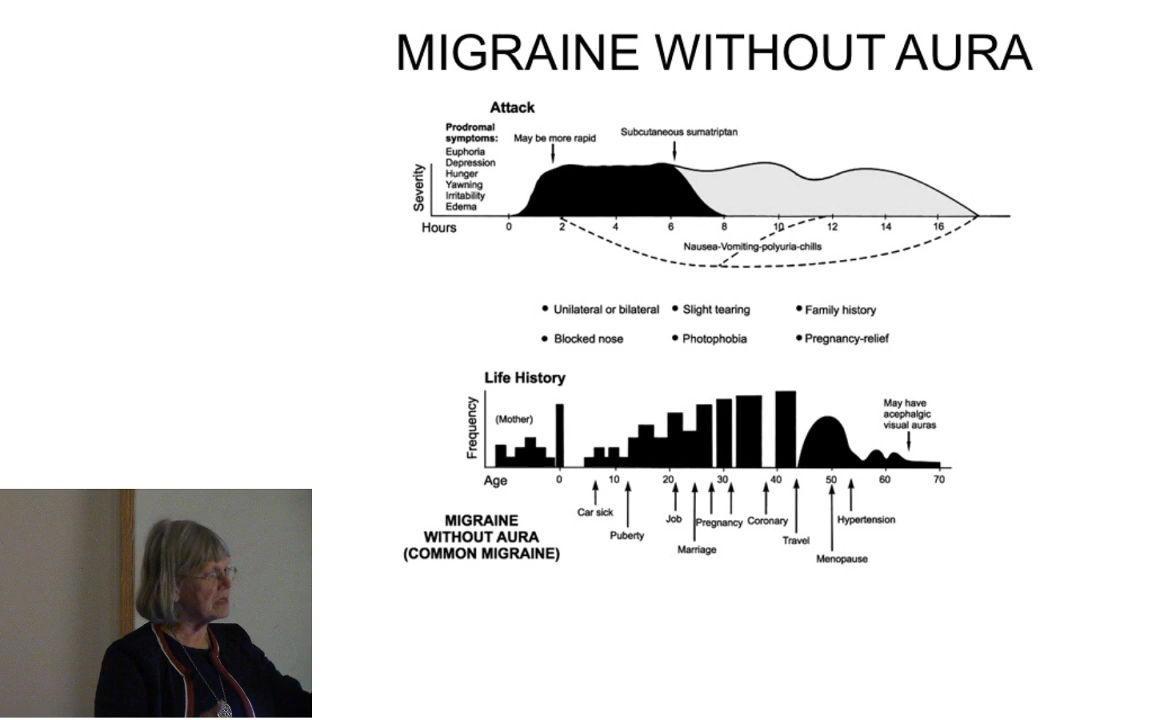 MIGRAINE WITHOUT AURA
Attack
Prodromal
symptoms:
Euphoria
Depression
Hunger
Yawning
Irritability
Edema
May be more rapid
Subcutaneous sumatriptan
Severity
Hours
0 2 4 6 8 10 12 14 16
Nausea-Vomiting-polyuria-chills
• Unilateral or bilateral • Slight tearing • Family history
• Blocked nose • Photophobia • Pregnancy-relief
Life History
Frequency
(Mother)
May have
acephalgic
visual auras
Age 0 10 20 30 40 50 60 70
Car sick
Puberty
Job
Marriage
Pregnancy
Coronary
Travel
Menopause
Hypertension
MIGRAINE
WITHOUT AURA
(COMMON MIGRAINE)